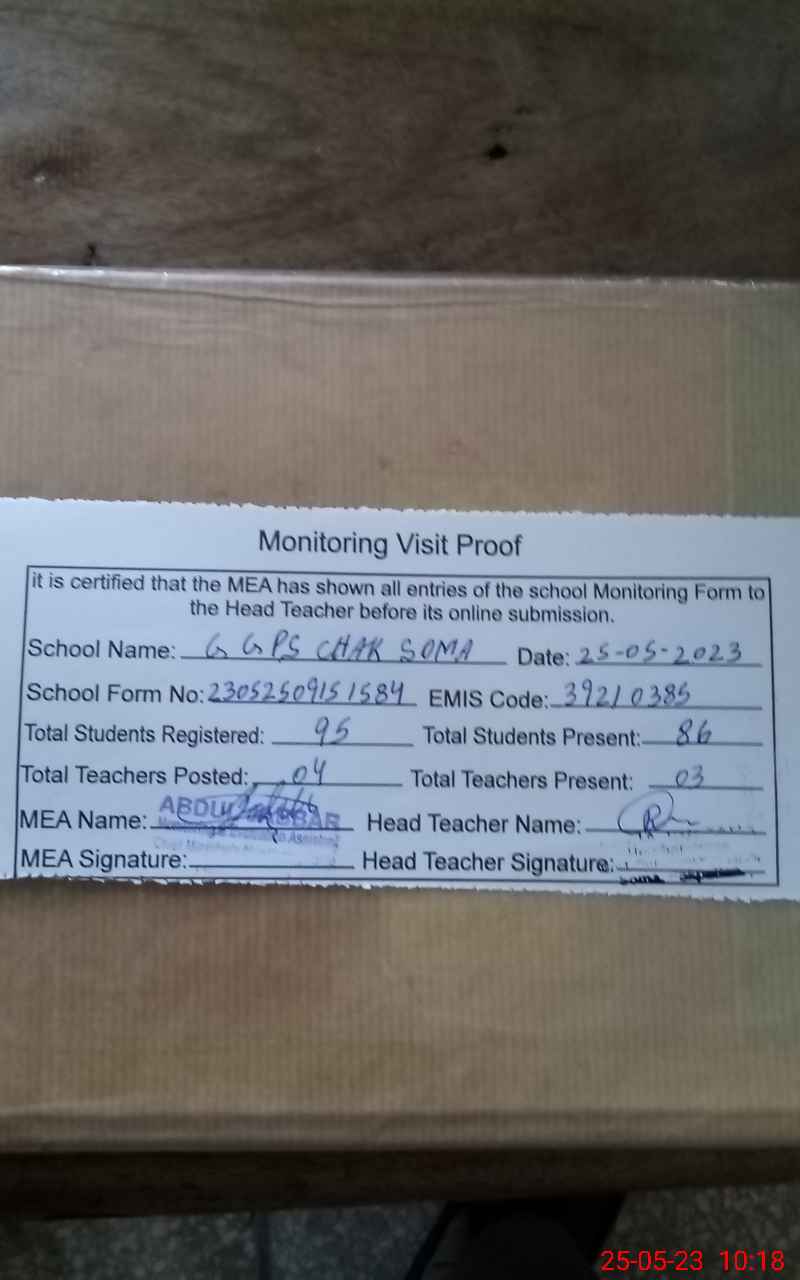 Monitoring Visit Proof
it is certified that the MEA has shown all entries of the school Monitoring Form to
the Head Teacher before its online submission.
School Name: GGPS CHAK SOMA Date: 25-05-2023
School Form No: 23052509151584 EMIS Code: 39210385
Total Students Registered: 95 Total Students Present: 86
Total Teachers Posted: 04 Total Teachers Present: 03
MEA Name: ABDUL JABBAR Head Teacher Name:
MEA Signature: Head Teacher Signature:
25-05-23 10:18